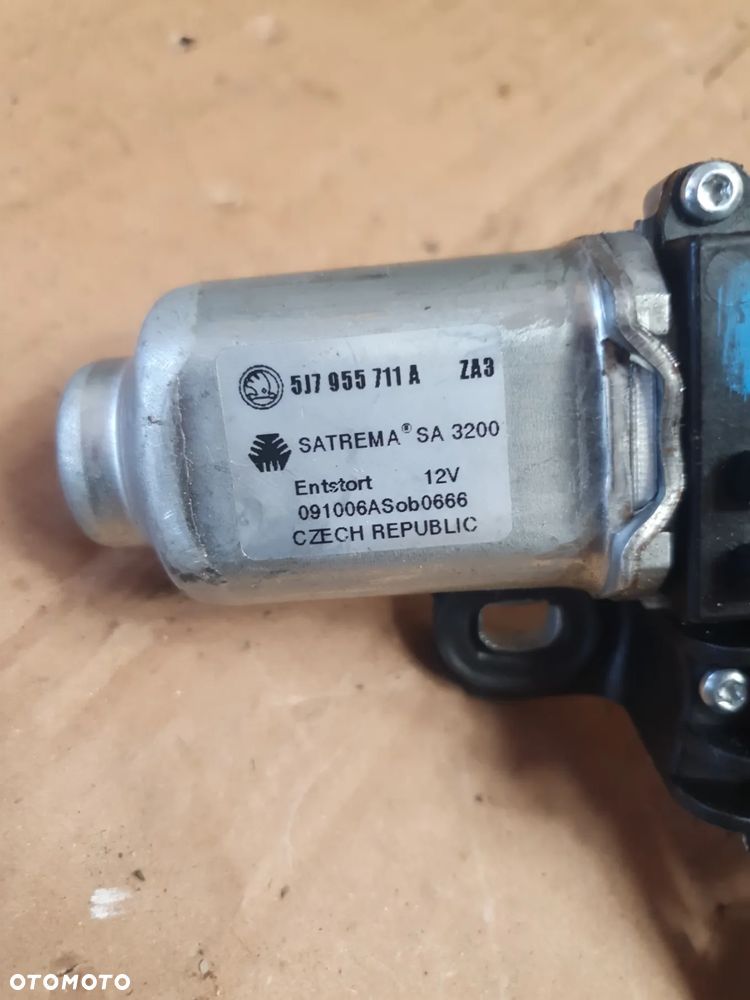 5J7 955 711 A ZA3
SATREMA® SA 3200
Entstort 12V
091006ASob0666
CZECH REPUBLIC
OTOMOTO